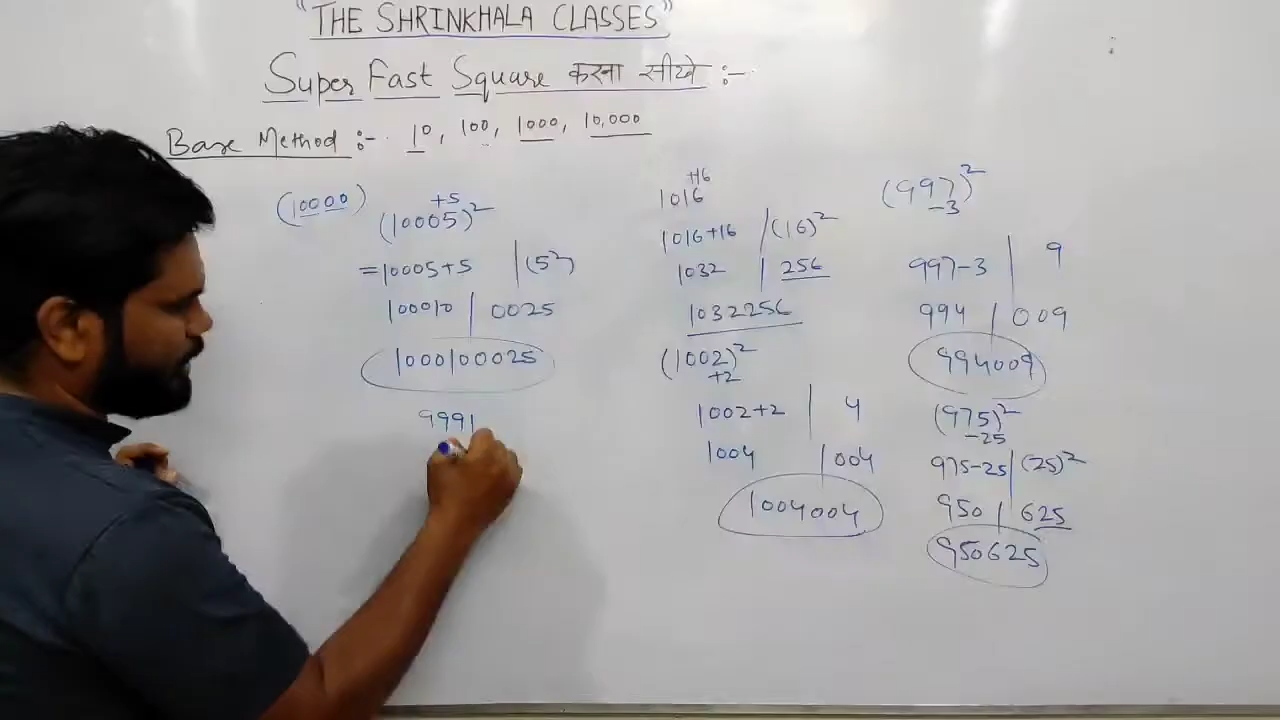 "THE SHRINKHALA CLASSES"
Super Fast Square करना सीखे :-
Base Method :- 10, 100, 1000, 10,000
(10000)
+5
(10005)²
=10005+5 | (5²)
100010 | 0025
1000100025
9991
+16
1016
1016+16 | (16)²
1032 | 256
1032256
(1002)²
+2
1002+2 | 4
1004 | 004
1004004
(997)²
-3
997-3 | 9
994 | 009
994009
(975)²
-25
975-25 | (25)²
950 | 625
950625